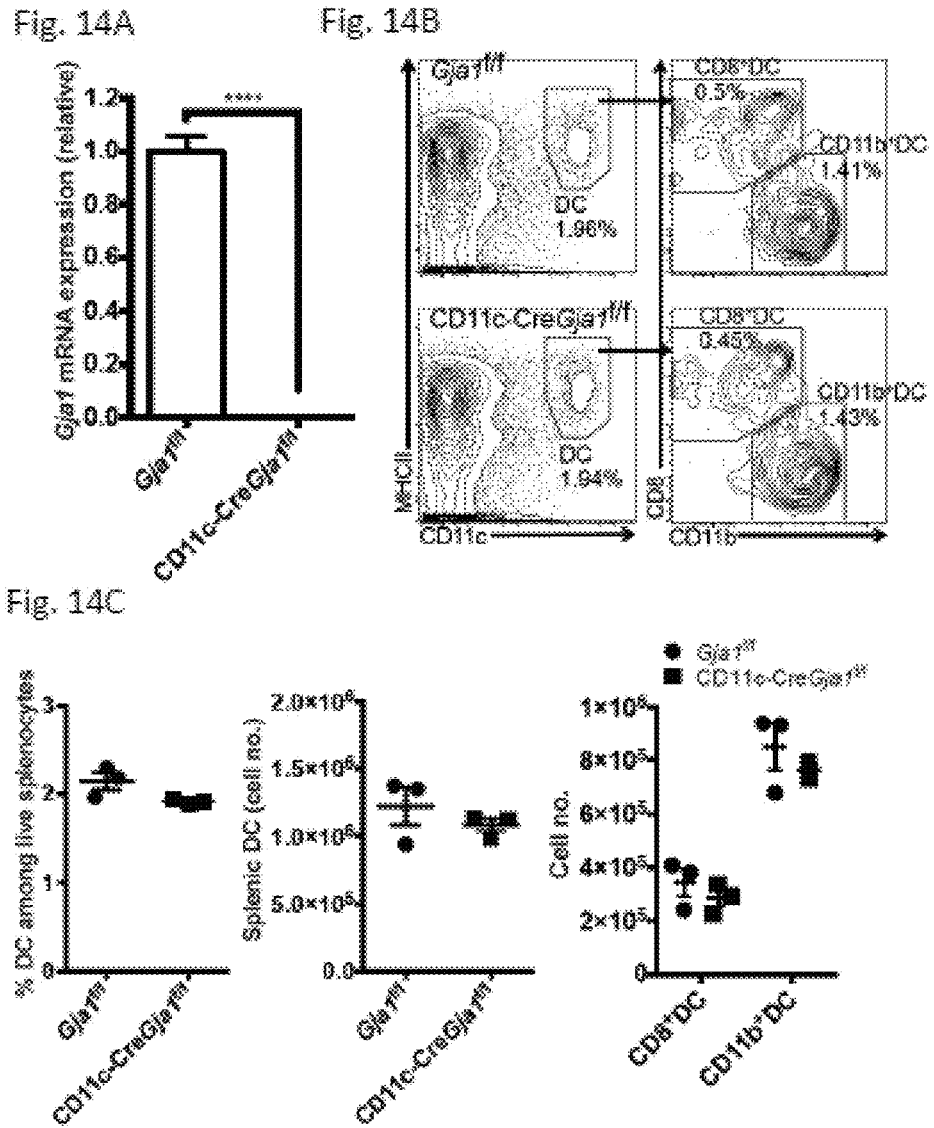 Fig. 14A
Gja1 mRNA expression (relative)
1.2
1.0
0.8
0.6
0.4
0.2
0.0
****
Gja1f/f
CD11c-CreGja1f/f
Fig. 14B
Gja1f/f
DC
1.96%
CD8+DC
0.5%
CD11b+DC
1.41%
CD11c-CreGja1f/f
DC
1.94%
CD8+DC
0.45%
CD11b+DC
1.43%
MHCII
CD11c
CD8
CD11b
Fig. 14C
% DC among live splenocytes
3
2
1
0
Gja1f/f
CD11c-CreGja1f/f
Splenic DC (cell no.)
2.0×10⁶
1.5×10⁶
1.0×10⁶
5.0×10⁵
0.0
Gja1f/f
CD11c-CreGja1f/f
Gja1f/f
CD11c-CreGja1f/f
Cell no.
1×10⁶
8×10⁵
6×10⁵
4×10⁵
2×10⁵
0
CD8+DC
CD11b+DC